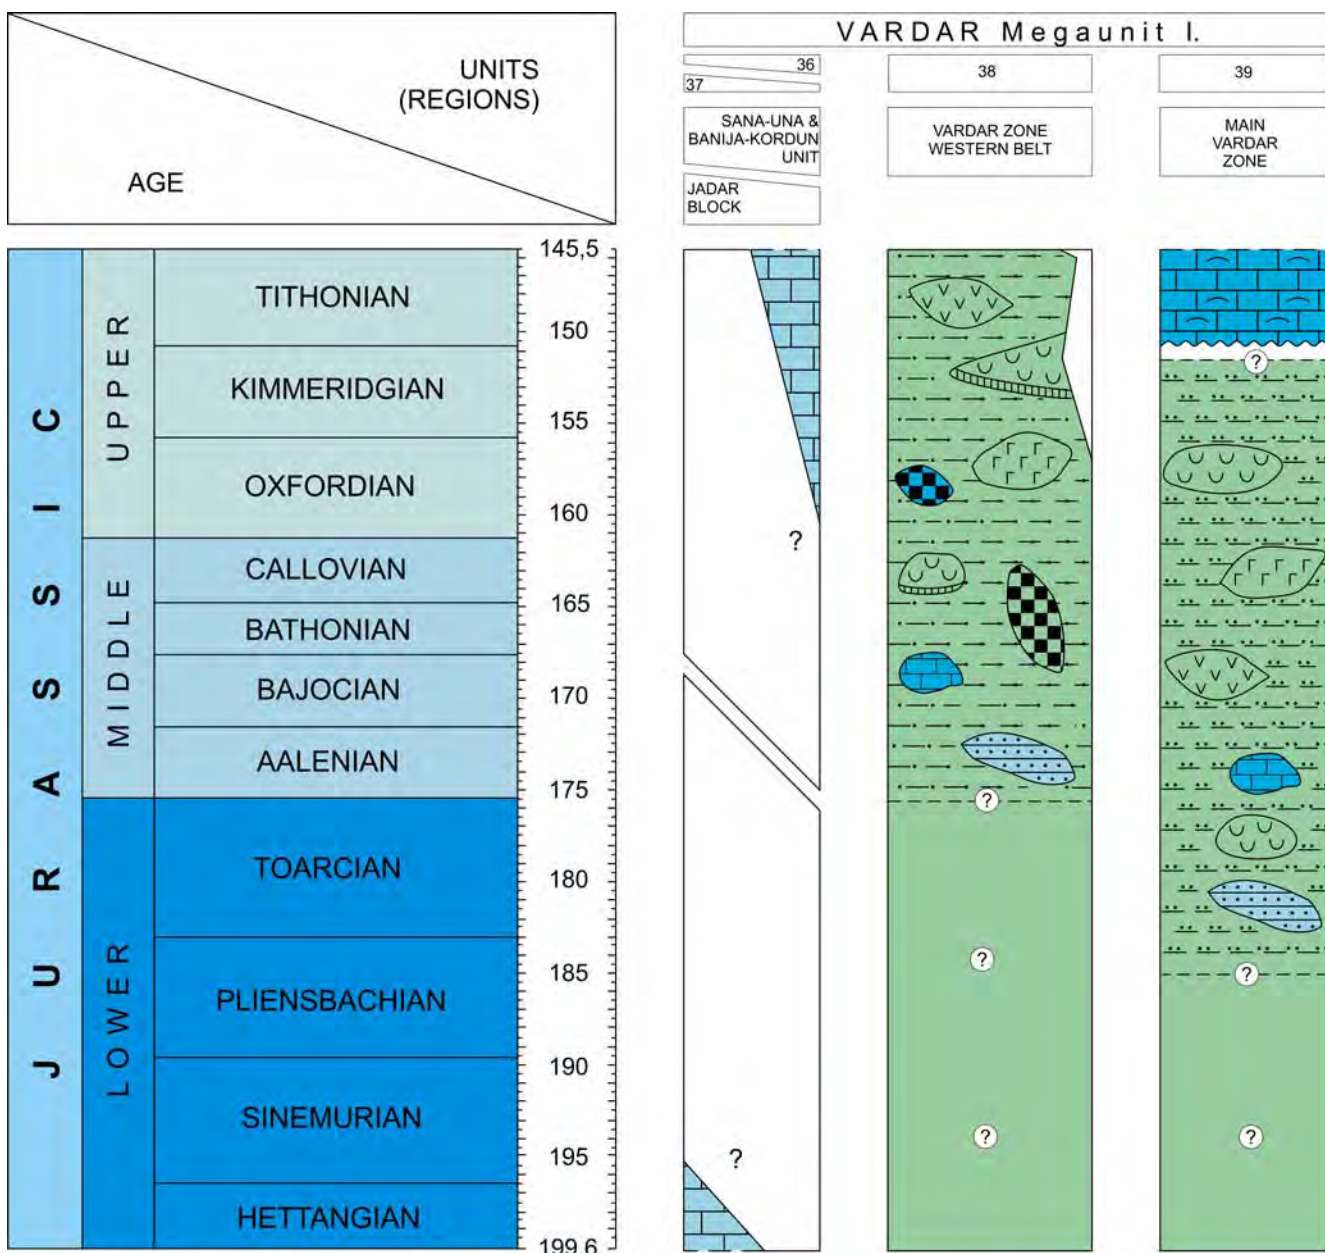 VARDAR Megaunit I.
UNITS
(REGIONS)
AGE
36
37
38
39
SANA-UNA &
BANIJA-KORDUN
UNIT
JADAR
BLOCK
VARDAR ZONE
WESTERN BELT
MAIN
VARDAR
ZONE
JURASSIC
UPPER
MIDDLE
LOWER
TITHONIAN
KIMMERIDGIAN
OXFORDIAN
CALLOVIAN
BATHONIAN
BAJOCIAN
AALENIAN
TOARCIAN
PLIENSBACHIAN
SINEMURIAN
HETTANGIAN
145,5
150
155
160
165
170
175
180
185
190
195
199,6
?
?
?
?
?
?
?
?